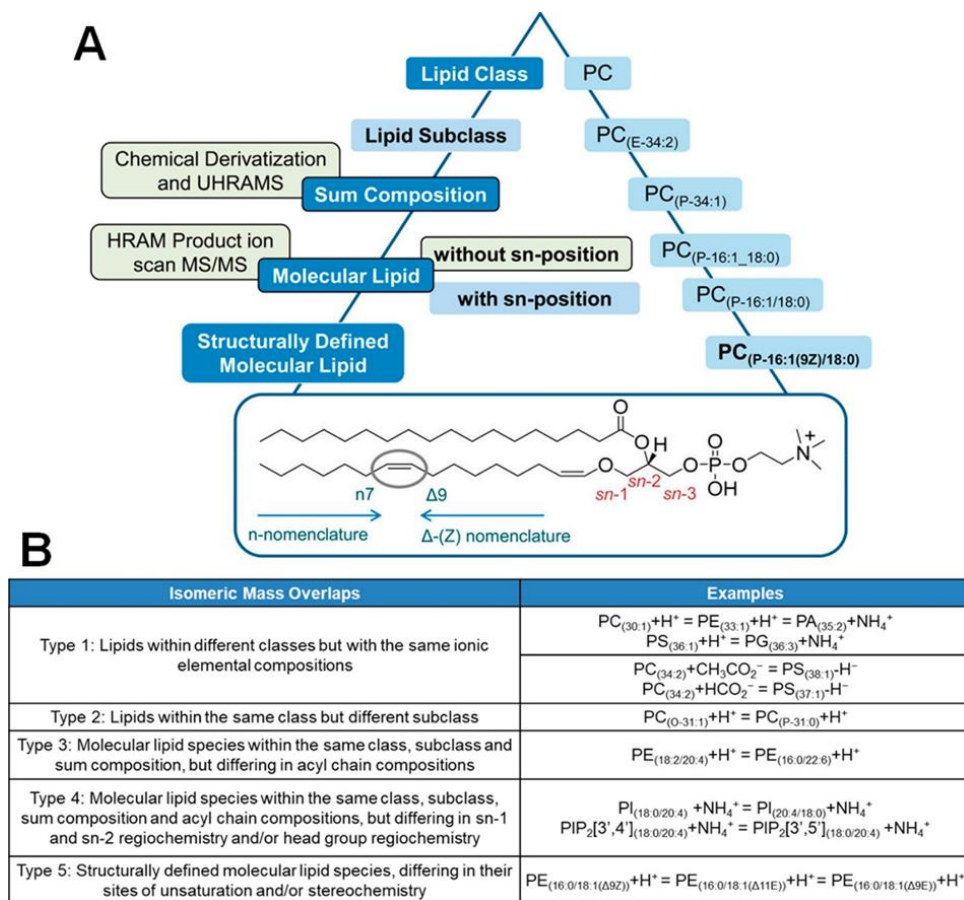 A
Lipid Class
PC
Lipid Subclass
PC(E-34:2)
Chemical Derivatization
and UHRAMS
Sum Composition
PC(P-34:1)
HRAM Product ion
scan MS/MS
Molecular Lipid
without sn-position
with sn-position
PC(P-16:1_18:0)
PC(P-16:1/18:0)
Structurally Defined
Molecular Lipid
PC(P-16:1(9Z)/18:0)
O
O H
O
O
O P O
OH
N+
n7
Δ9
sn-1
sn-2
sn-3
n-nomenclature
Δ-(Z) nomenclature
B
Isomeric Mass Overlaps
Examples
Type 1: Lipids within different classes but with the same ionic
elemental compositions
PC(30:1)+H⁺ = PE(33:1)+H⁺ = PA(35:2)+NH₄⁺
PS(36:1)+H⁺ = PG(36:3)+NH₄⁺
PC(34:2)+CH₃CO₂⁻ = PS(38:1)-H⁻
PC(34:2)+HCO₂⁻ = PS(37:1)-H⁻
Type 2: Lipids within the same class but different subclass
PC(O-31:1)+H⁺ = PC(P-31:0)+H⁺
Type 3: Molecular lipid species within the same class, subclass and
sum composition, but differing in acyl chain compositions
PE(18:2/20:4)+H⁺ = PE(16:0/22:6)+H⁺
Type 4: Molecular lipid species within the same class, subclass,
sum composition and acyl chain compositions, but differing in sn-1
and sn-2 regiochemistry and/or head group regiochemistry
PI(18:0/20:4) +NH₄⁺ = PI(20:4/18:0)+NH₄⁺
PIP₂[3’,4’](18:0/20:4)+NH₄⁺ = PIP₂[3’,5’](18:0/20:4) +NH₄⁺
Type 5: Structurally defined molecular lipid species, differing in their
sites of unsaturation and/or stereochemistry
PE(16:0/18:1(Δ9Z))+H⁺ = PE(16:0/18:1(Δ11E))+H⁺ = PE(16:0/18:1(Δ9E))+H⁺